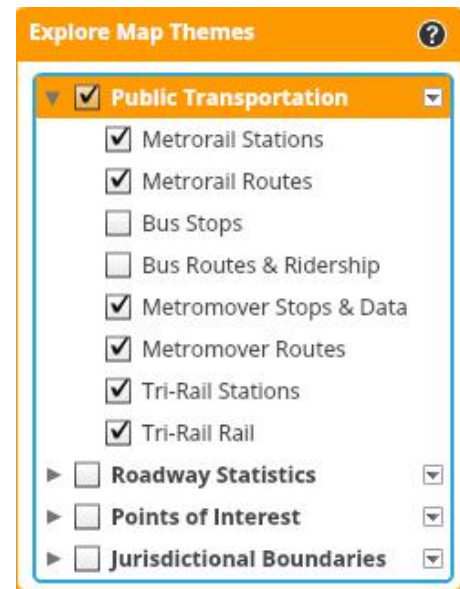 Explore Map Themes ?
Public Transportation
Metrorail Stations
Metrorail Routes
Bus Stops
Bus Routes & Ridership
Metromover Stops & Data
Metromover Routes
Tri-Rail Stations
Tri-Rail Rail
Roadway Statistics
Points of Interest
Jurisdictional Boundaries